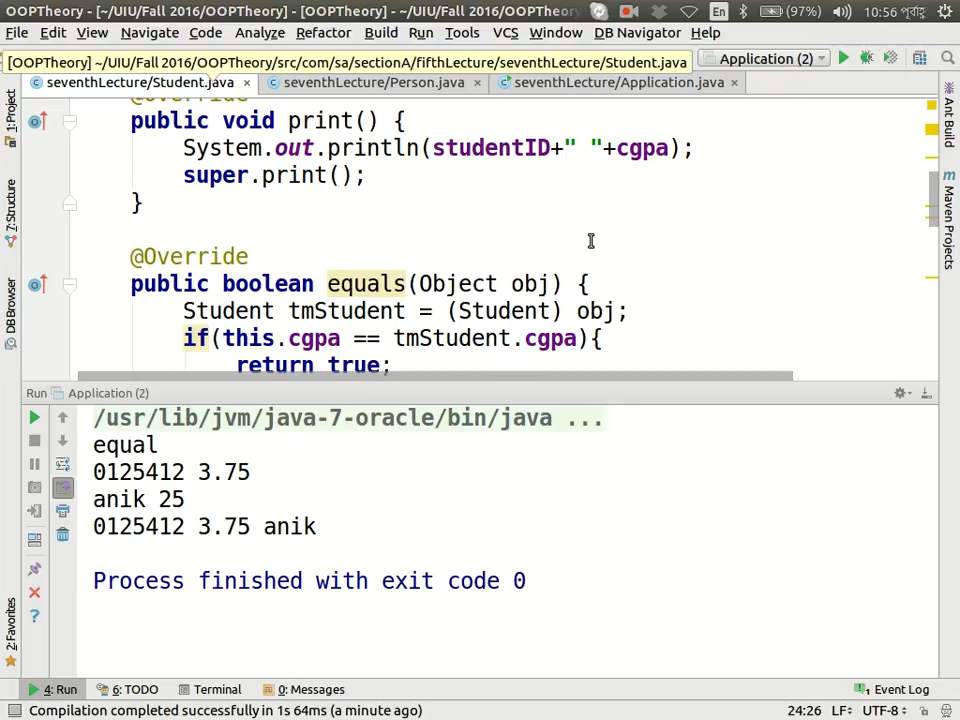 OOPTheory - [~/UIU/Fall 2016/OOPTheory] - [OOPTheory] - ~/UIU/Fall 2016/OOPTheory En (97%) 10:56 পূর্বাহ্ণ
File Edit View Navigate Code Analyze Refactor Build Run Tools VCS Window DB Navigator Help
[OOPTheory] ~/UIU/Fall 2016/OOPTheory/src/com/sa/sectionA/fifthLecture/seventhLecture/Student.java
Application (2)
seventhLecture/Student.java seventhLecture/Person.java seventhLecture/Application.java
@Override
public void print() {
System.out.println(studentID+" "+cgpa);
super.print();
}
@Override
public boolean equals(Object obj) {
Student tmStudent = (Student) obj;
if(this.cgpa == tmStudent.cgpa){
return true;
1:Project
7:Structure
DB Browser
2:Favorites
Ant Build
Maven Projects
Run Application (2)
/usr/lib/jvm/java-7-oracle/bin/java ...
equal
0125412 3.75
anik 25
0125412 3.75 anik
Process finished with exit code 0
4: Run 6: TODO Terminal 0: Messages 1 Event Log
Compilation completed successfully in 1s 64ms (a minute ago) 24:26 LF÷ UTF-8÷